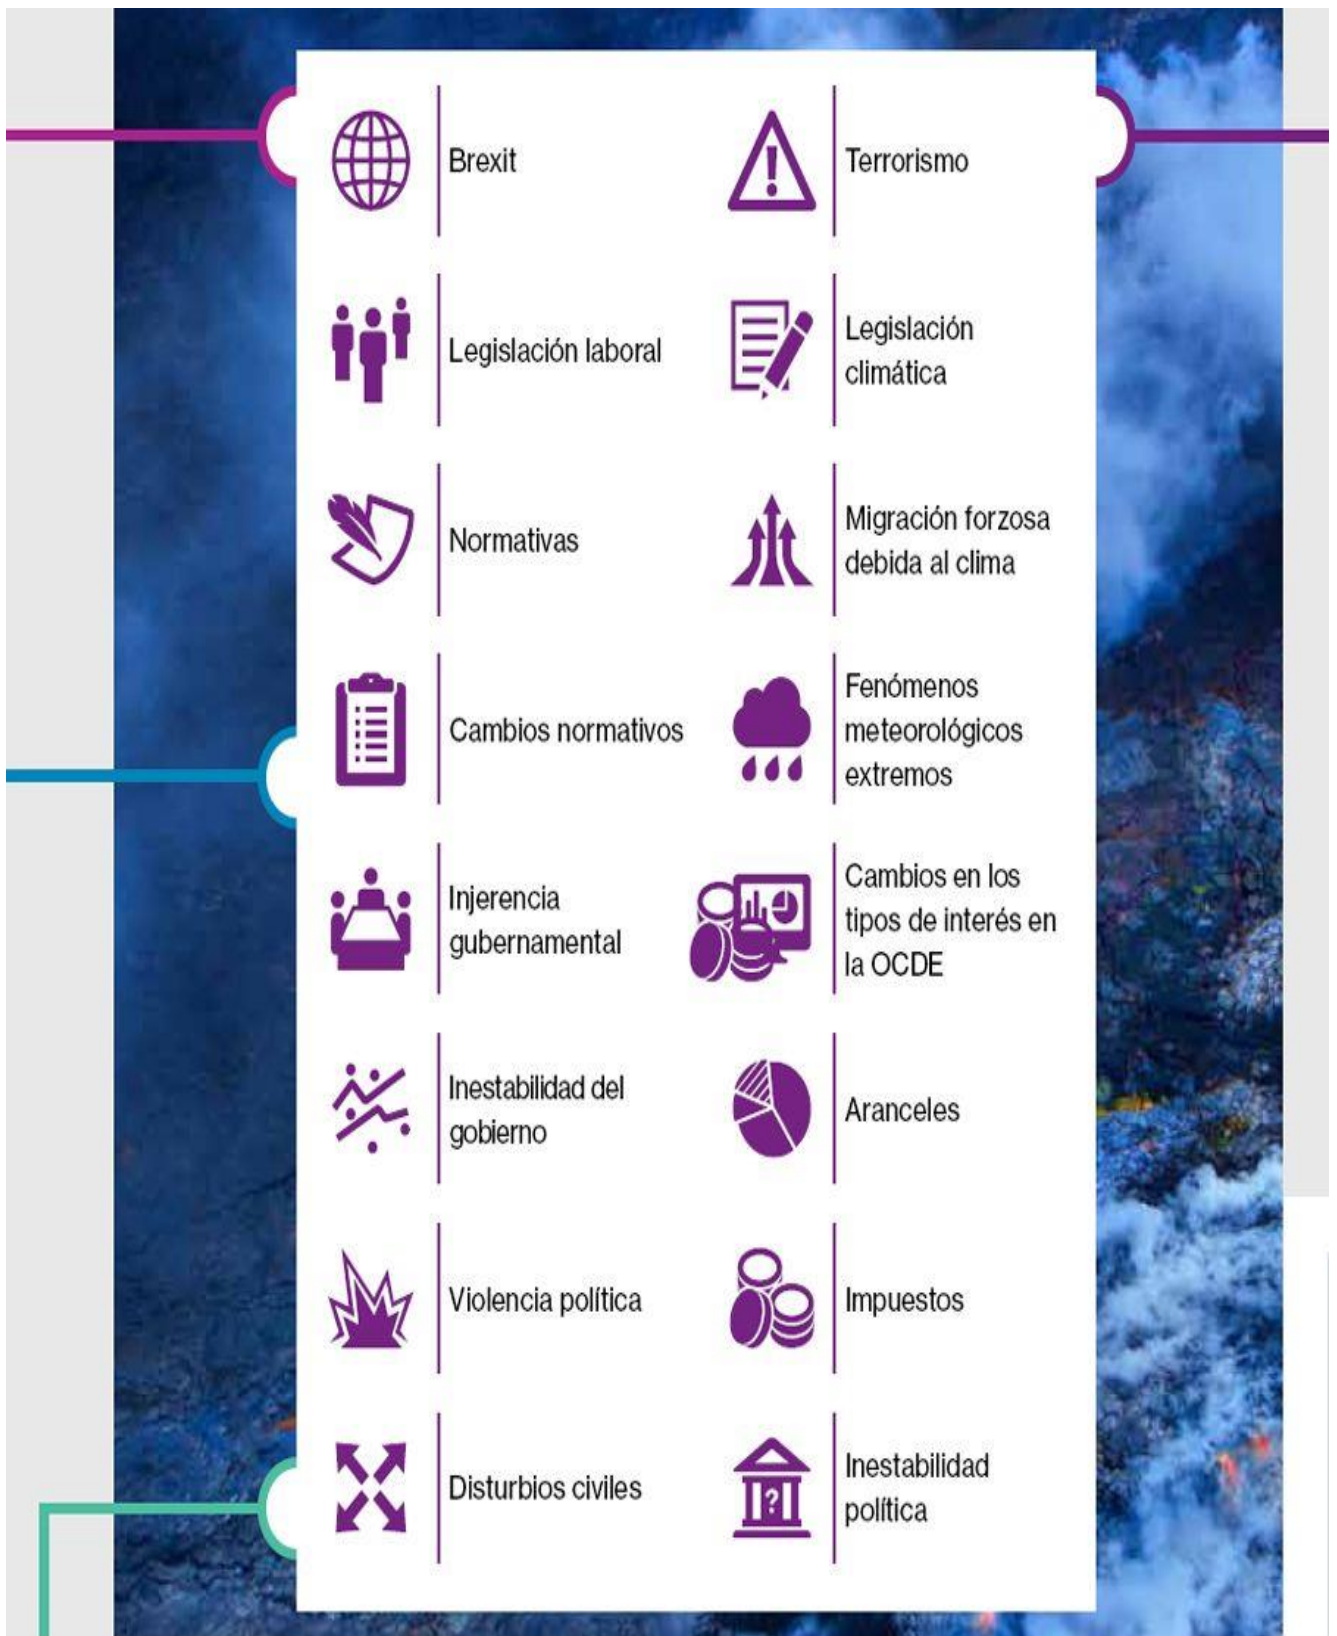 Brexit
Terrorismo
Legislación laboral
Legislación
climática
Normativas
Migración forzosa
debida al clima
Cambios normativos
Fenómenos
meteorológicos
extremos
Injerencia
gubernamental
Cambios en los
tipos de interés en
la OCDE
Inestabilidad del
gobierno
Aranceles
Violencia política
Impuestos
Disturbios civiles
?
Inestabilidad
política